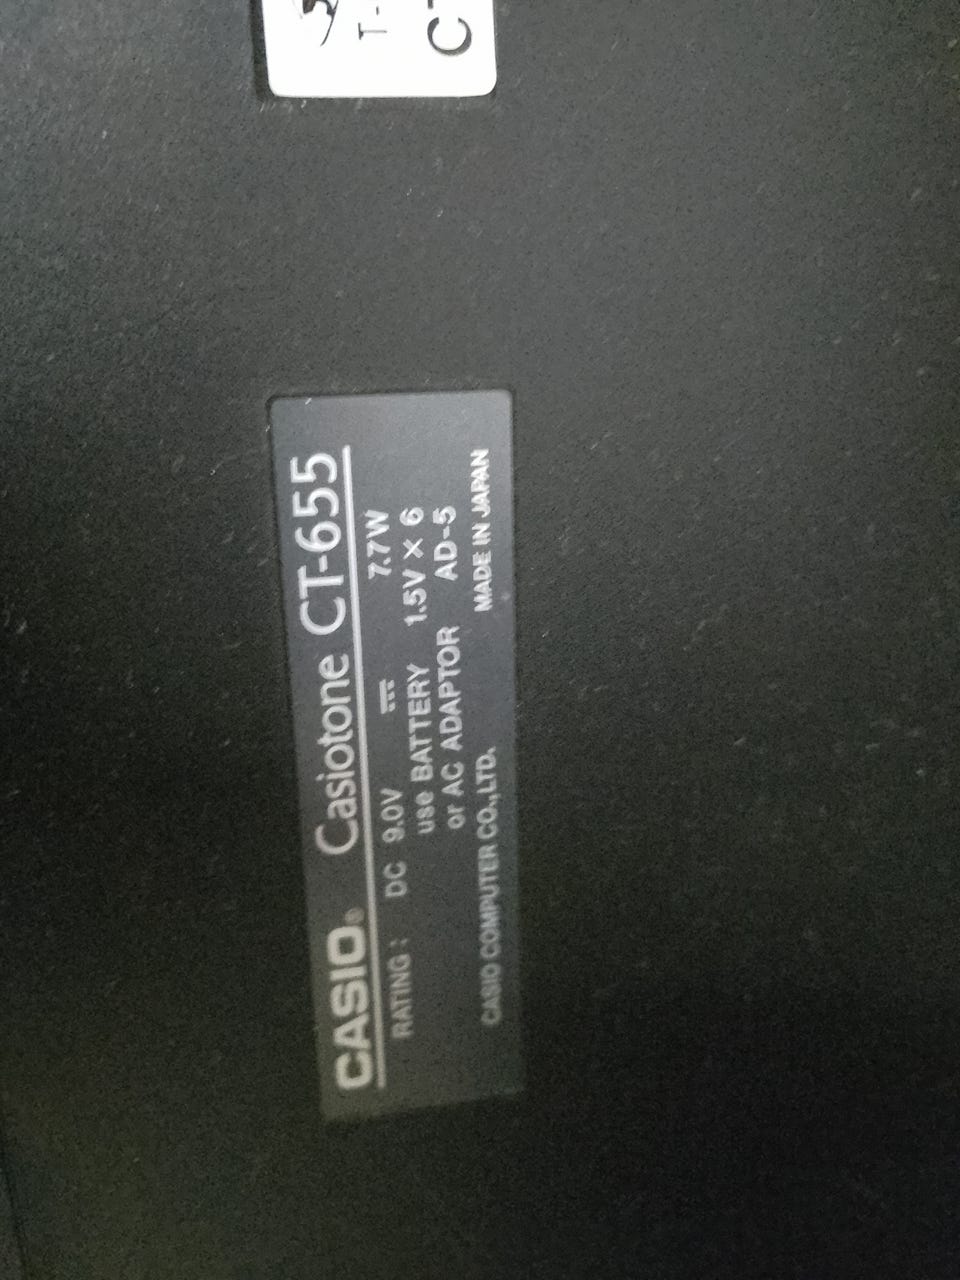 CASIO® Casiotone CT-655
RATING : DC 9.0V ⎓ 7.7W
use BATTERY 1.5V × 6
or AC ADAPTOR AD-5
CASIO COMPUTER CO.,LTD. MADE IN JAPAN
T-
C